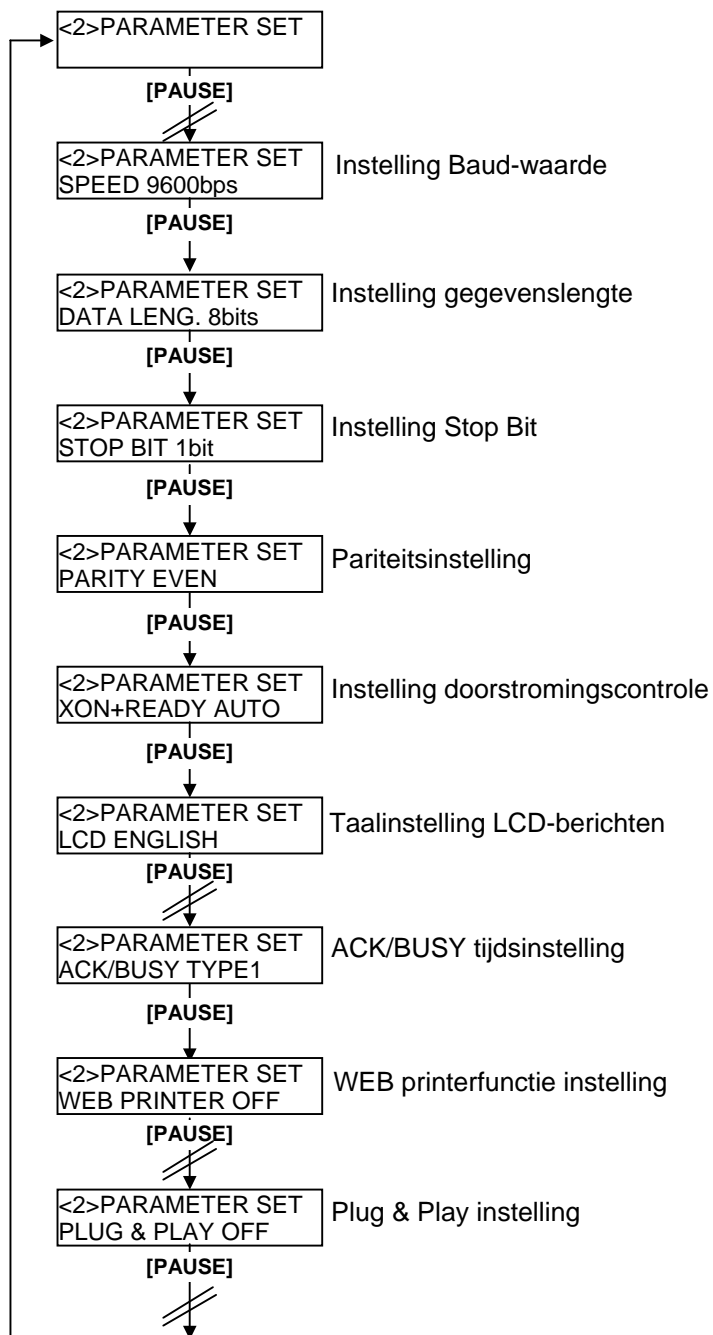 <2>PARAMETER SET
[PAUSE]
<2>PARAMETER SET
SPEED 9600bps
Instelling Baud-waarde
[PAUSE]
<2>PARAMETER SET
DATA LENG. 8bits
Instelling gegevenslengte
[PAUSE]
<2>PARAMETER SET
STOP BIT 1bit
Instelling Stop Bit
[PAUSE]
<2>PARAMETER SET
PARITY EVEN
Pariteitsinstelling
[PAUSE]
<2>PARAMETER SET
XON+READY AUTO
Instelling doorstromingscontrole
[PAUSE]
<2>PARAMETER SET
LCD ENGLISH
Taalinstelling LCD-berichten
[PAUSE]
<2>PARAMETER SET
ACK/BUSY TYPE1
ACK/BUSY tijdsinstelling
[PAUSE]
<2>PARAMETER SET
WEB PRINTER OFF
WEB printerfunctie instelling
[PAUSE]
<2>PARAMETER SET
PLUG & PLAY OFF
Plug & Play instelling
[PAUSE]